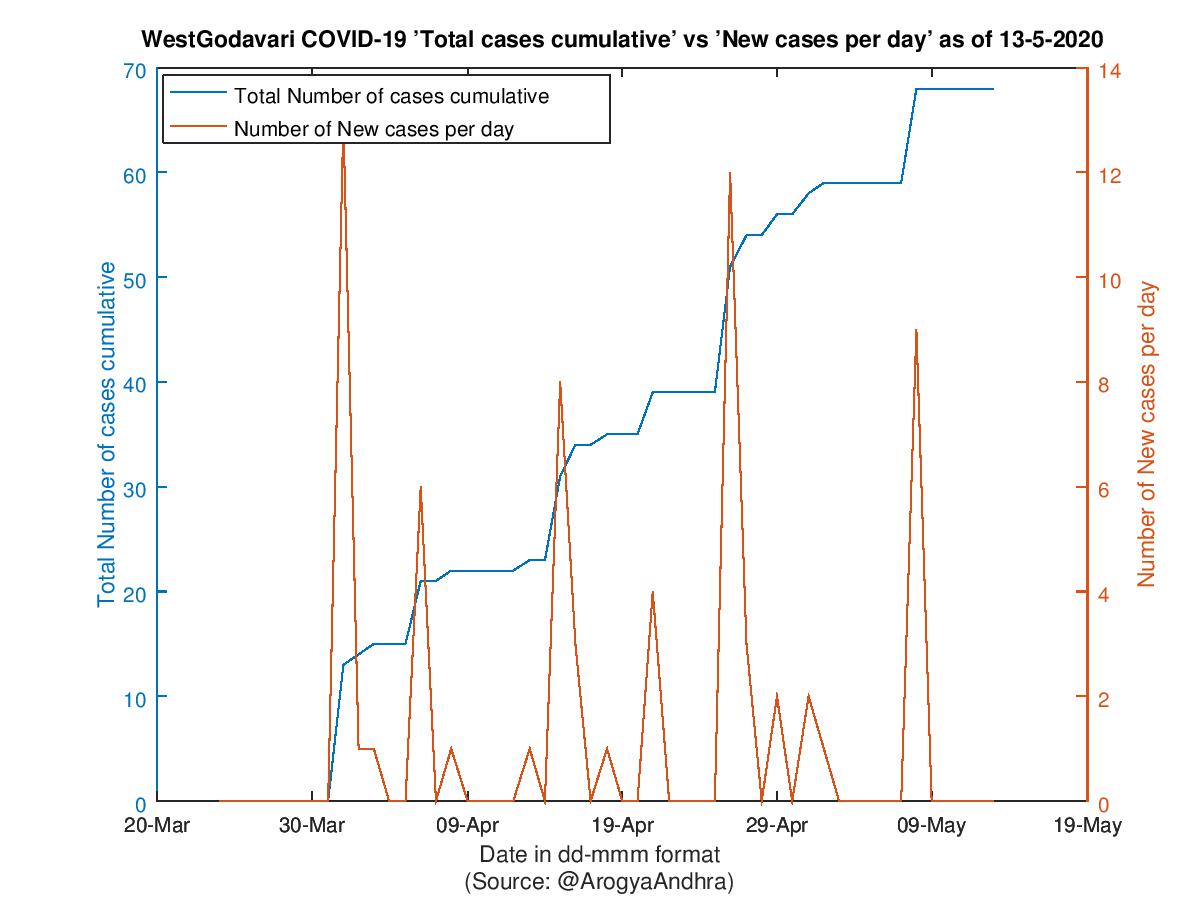 WestGodavari COVID-19 ’Total cases cumulative’ vs ’New cases per day’ as of 13-5-2020
Total Number of cases cumulative
Number of New cases per day
70
60
50
40
30
20
10
0
Total Number of cases cumulative
14
12
10
8
6
4
2
0
Number of New cases per day
20-Mar 30-Mar 09-Apr 19-Apr 29-Apr 09-May 19-May
Date in dd-mmm format
(Source: @ArogyaAndhra)